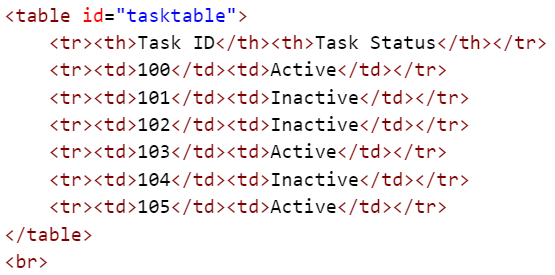 <table id="tasktable">
<tr><th>Task ID</th><th>Task Status</th></tr>
<tr><td>100</td><td>Active</td></tr>
<tr><td>101</td><td>Inactive</td></tr>
<tr><td>102</td><td>Inactive</td></tr>
<tr><td>103</td><td>Active</td></tr>
<tr><td>104</td><td>Inactive</td></tr>
<tr><td>105</td><td>Active</td></tr>
</table>
<br>